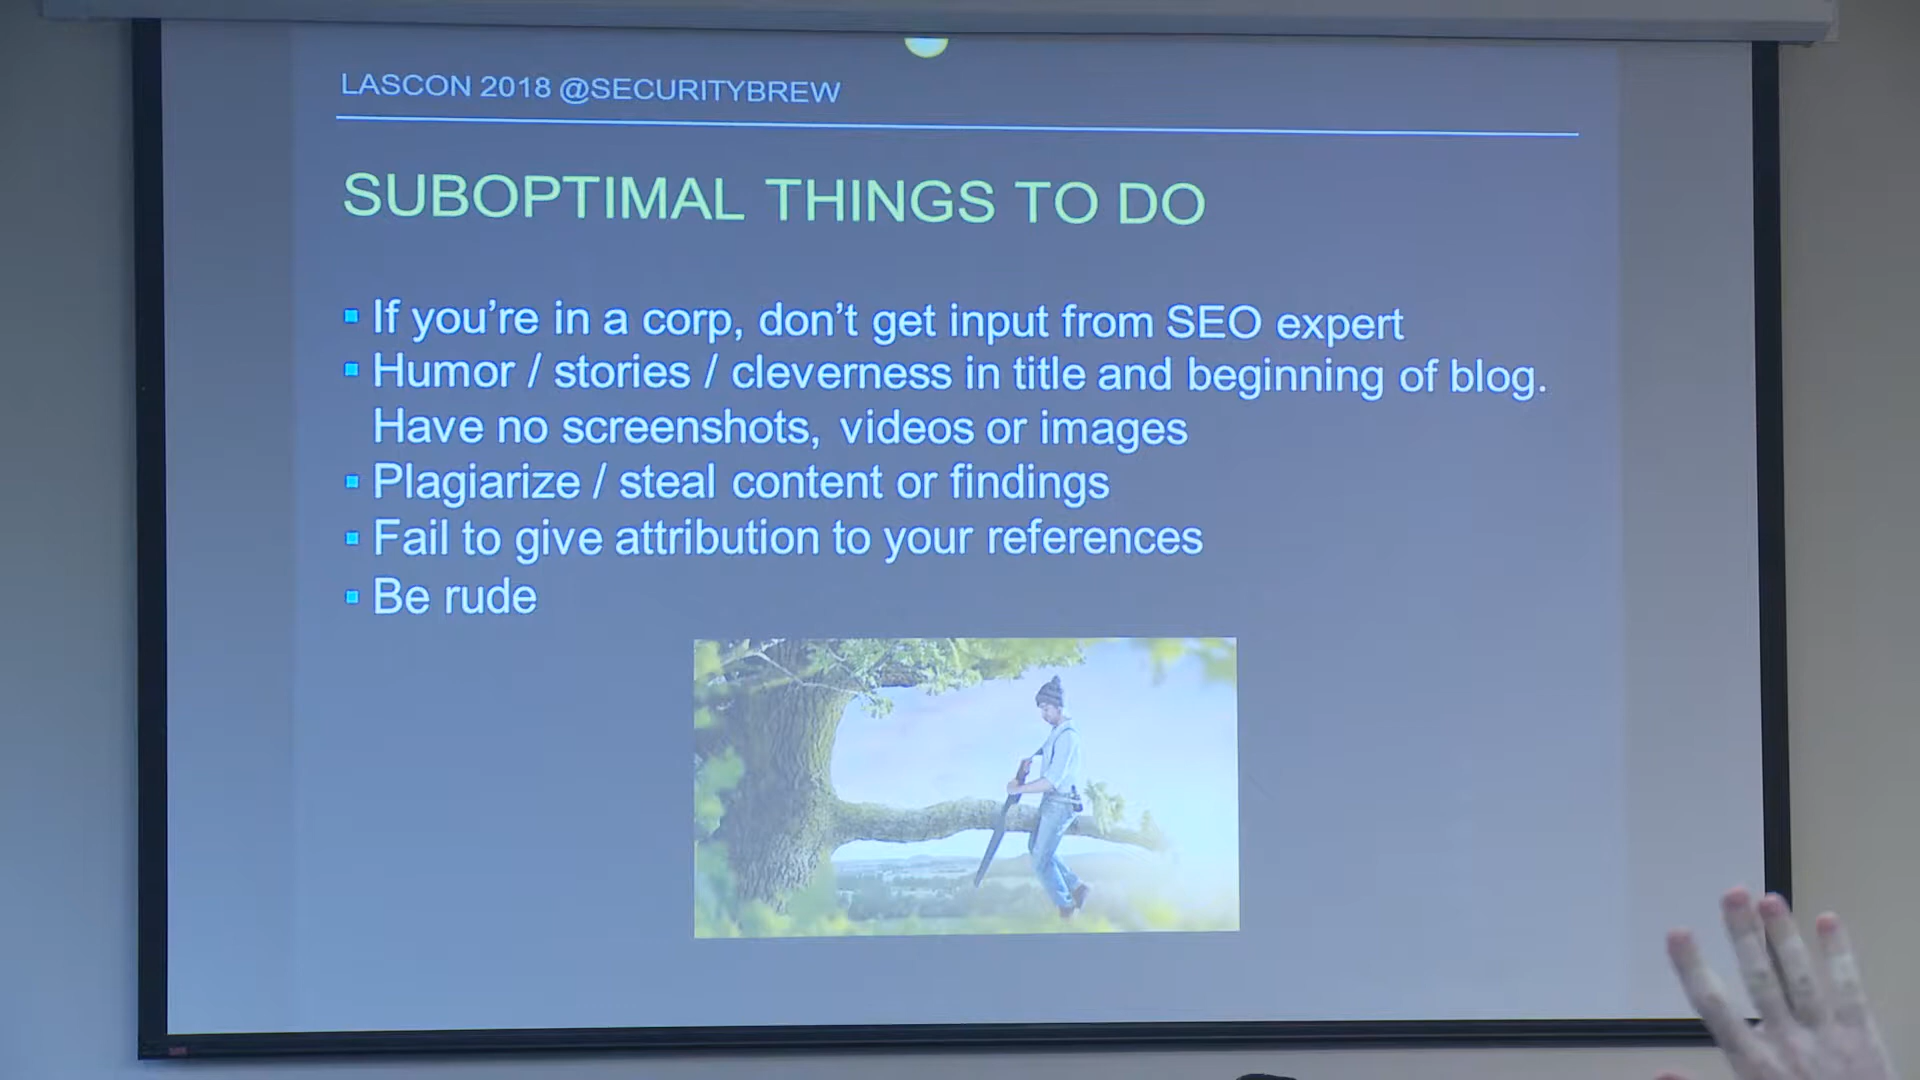 LASCON 2018 @SECURITYBREW
SUBOPTIMAL THINGS TO DO
▪ If you're in a corp, don't get input from SEO expert
▪ Humor / stories / cleverness in title and beginning of blog.
Have no screenshots, videos or images
▪ Plagiarize / steal content or findings
▪ Fail to give attribution to your references
▪ Be rude